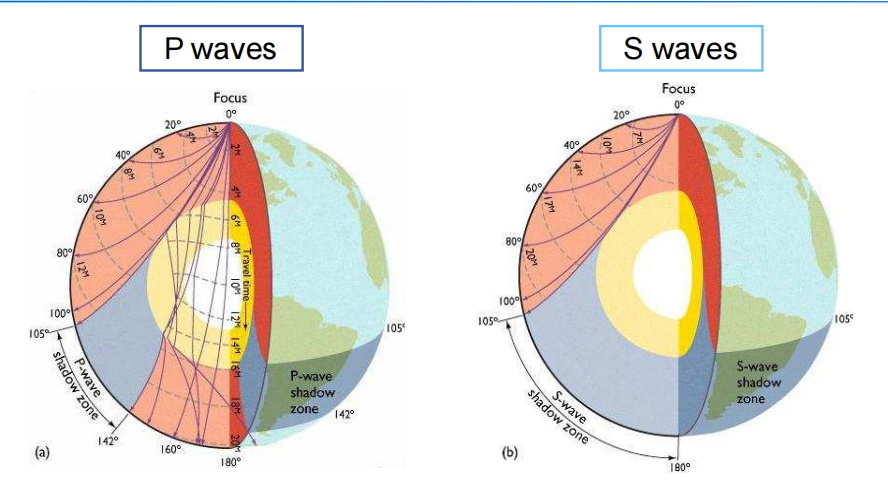 P waves
S waves
Focus
0°
20°
40°
60°
80°
100°
105°
2M
4M
6M
8M
10M
12M
2M
4M
6M
8M
10M
12M
14M
16M
18M
20M
Travel time
P-wave
shadow zone
P-wave
shadow
zone
105°
142°
142°
160°
180°
(a)
Focus
0°
20°
40°
60°
80°
100°
105°
7M
10M
14M
17M
20M
S-wave
shadow zone
S-wave
shadow
zone
105°
180°
(b)